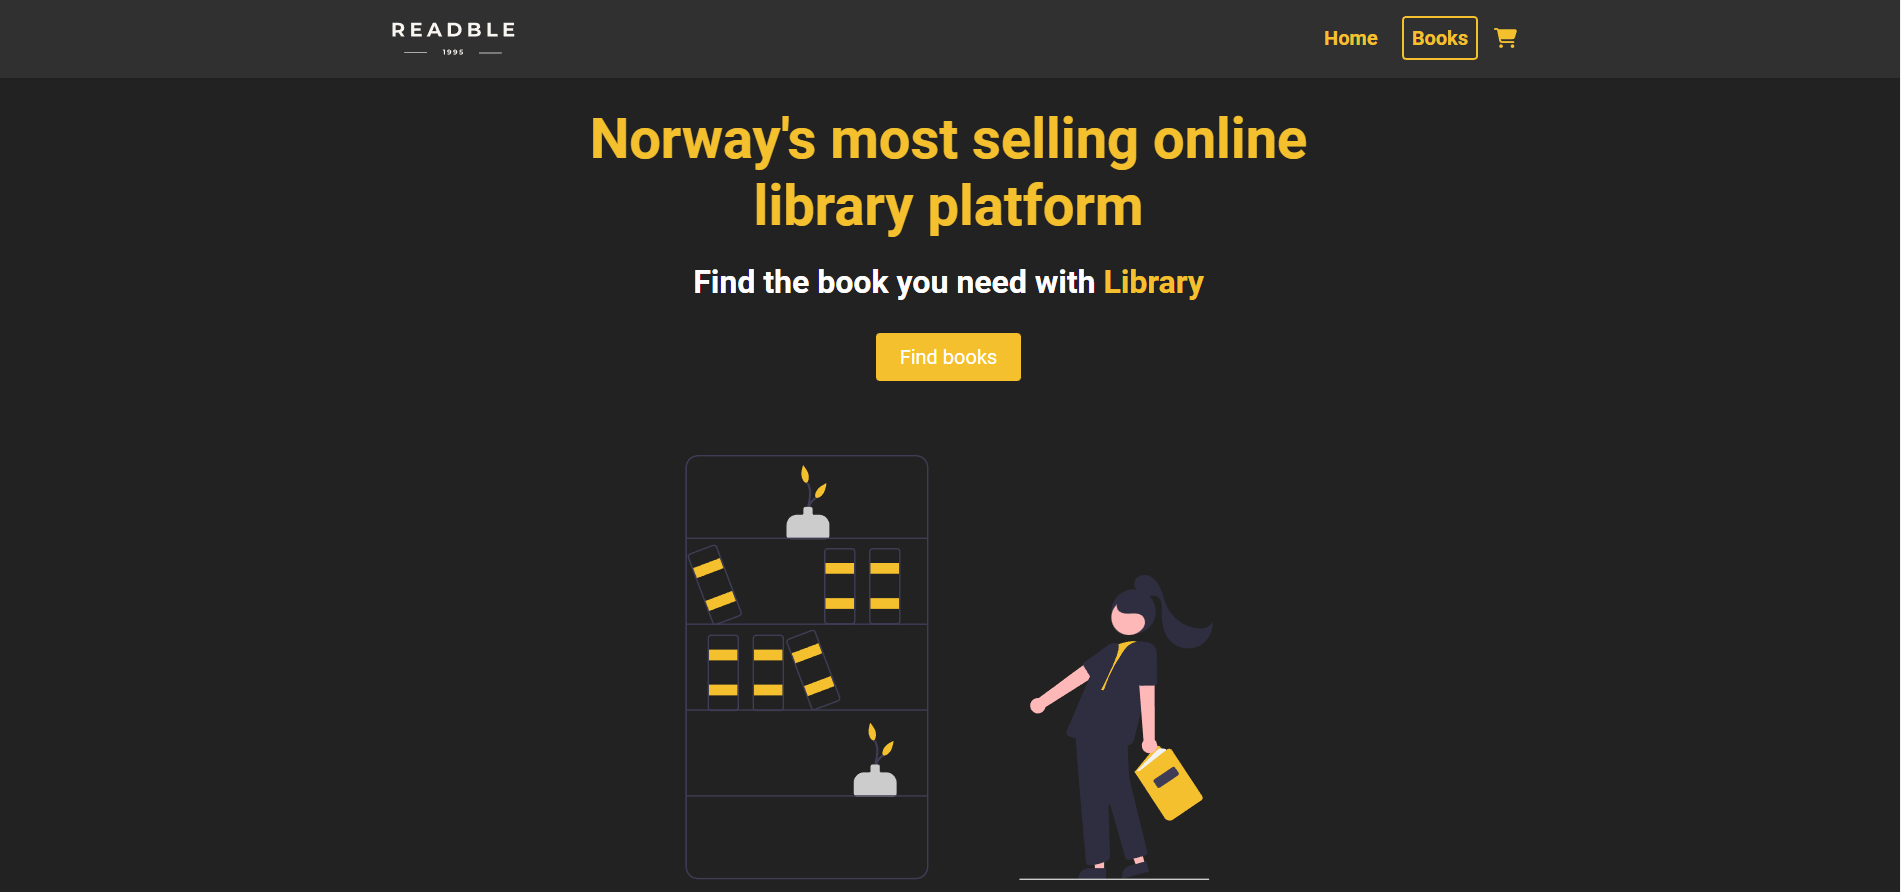 READBLE
1995
Home
Books
Norway's most selling online
library platform
Find the book you need with Library
Find books